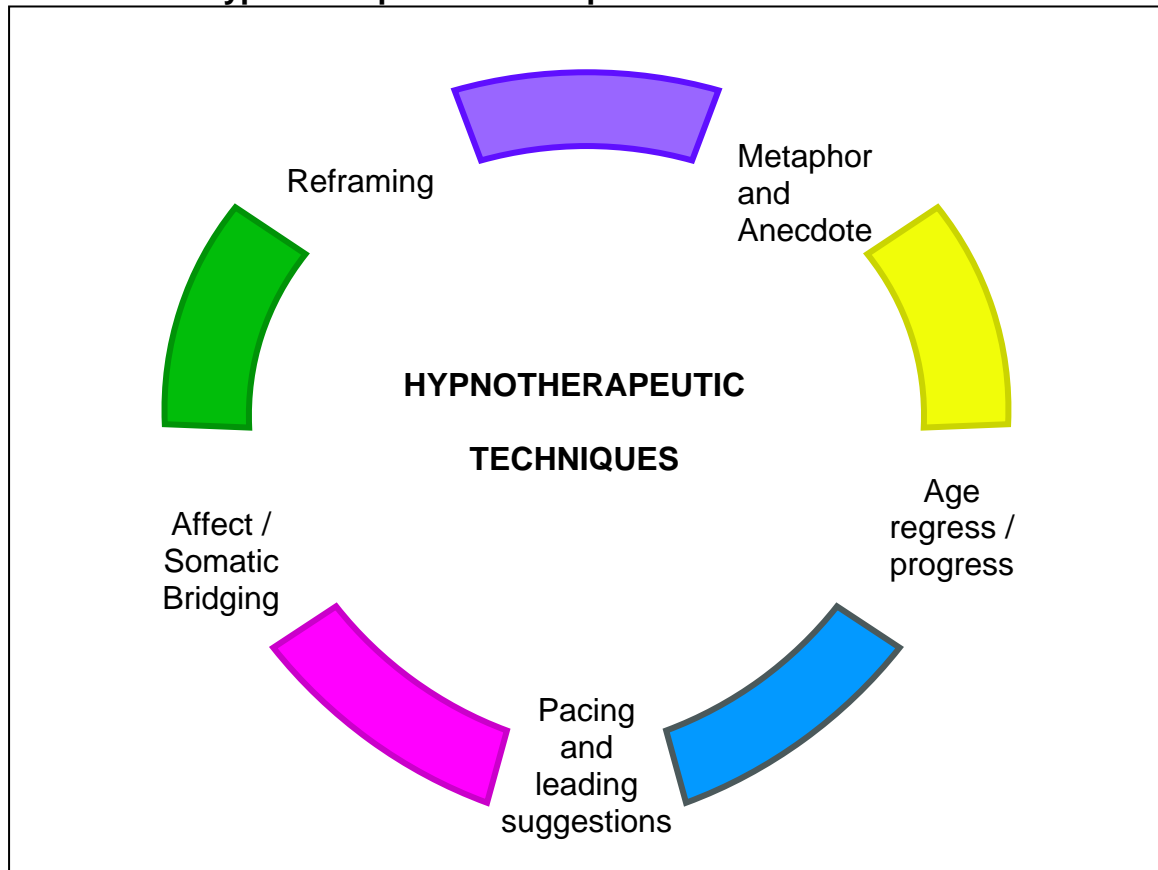 Reframing
Metaphor
and
Anecdote
HYPNOTHERAPEUTIC
TECHNIQUES
Age
regress /
progress
Affect /
Somatic
Bridging
Pacing
and
leading
suggestions